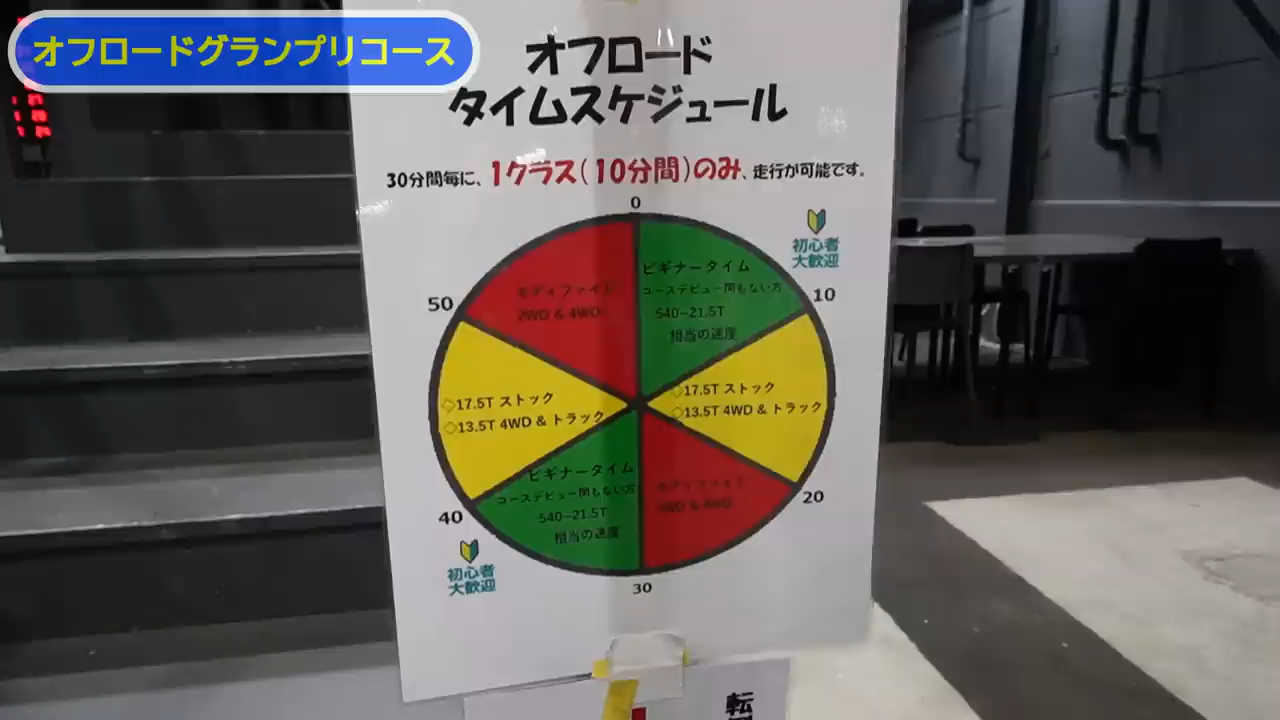 オフロードグランプリコース
オフロード
タイムスケジュール
30分間毎に、1クラス(10分間)のみ、走行が可能です。
0
初心者
大歓迎
ビギナータイム
コースデビュー間もない方
540-21.5T
相当の速度
10
◇17.5T ストック
◇13.5T 4WD & トラック
20
モディファイド
2WD & 4WD
30
ビギナータイム
コースデビュー間もない方
540-21.5T
相当の速度
初心者
大歓迎
40
◇17.5T ストック
◇13.5T 4WD & トラック
50
モディファイド
2WD & 4WD
転